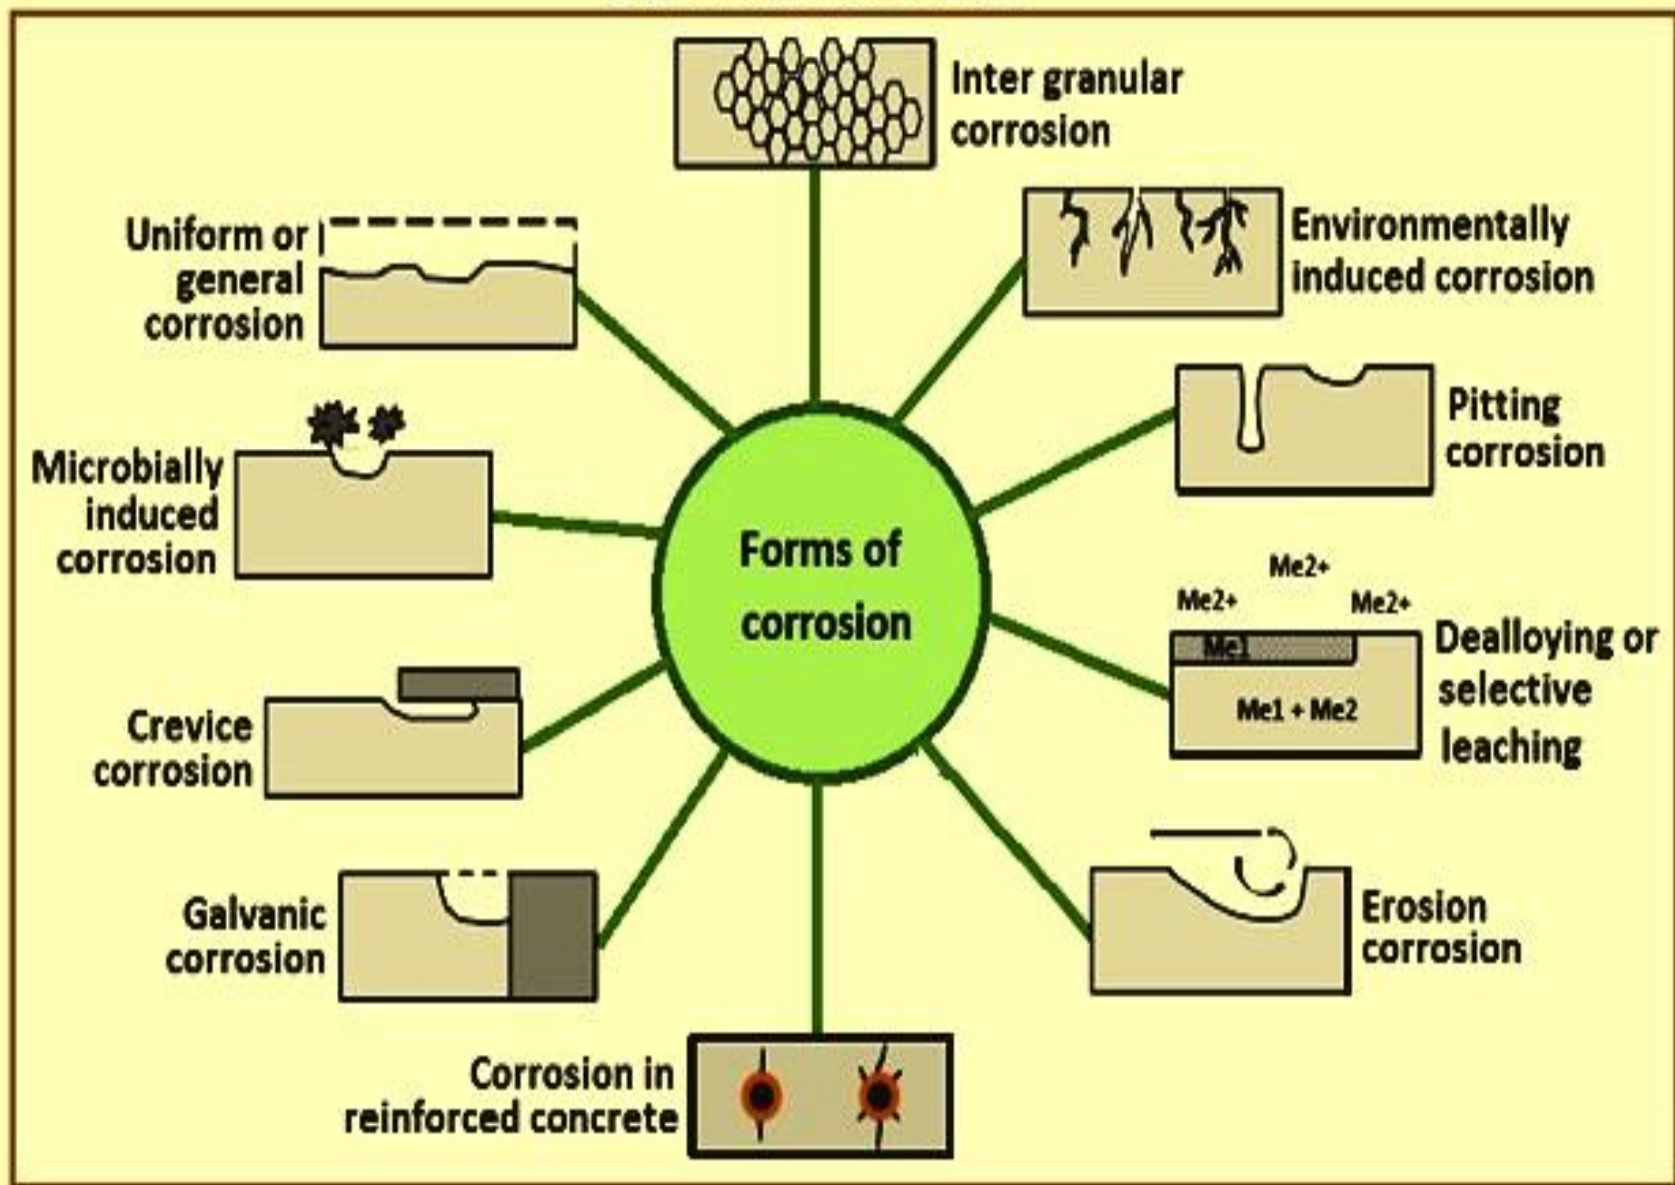 Inter granular
corrosion
Environmentally
induced corrosion
Pitting
corrosion
Me2+
Me2+
Me2+
Me1
Me1 + Me2
Dealloying or
selective
leaching
Erosion
corrosion
Corrosion in
reinforced concrete
Galvanic
corrosion
Crevice
corrosion
Microbially
induced
corrosion
Uniform or
general
corrosion
Forms of
corrosion